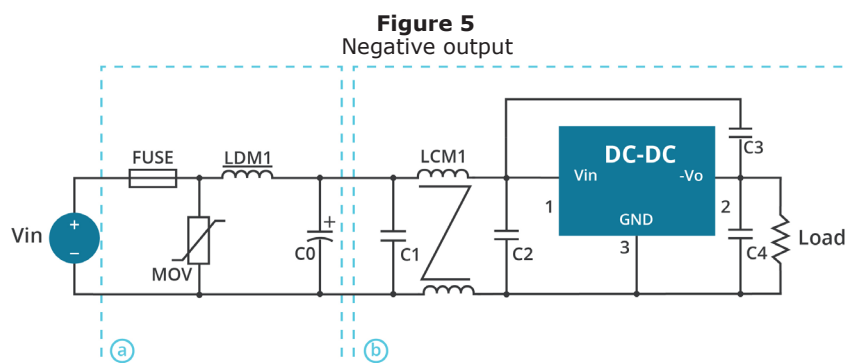 Figure 5
Negative output
FUSE
LDM1
LCM1
C3
DC-DC
Vin
-Vo
1
2
GND
3
Vin
+
−
MOV
+
C0
C1
C2
C4
Load
a
b